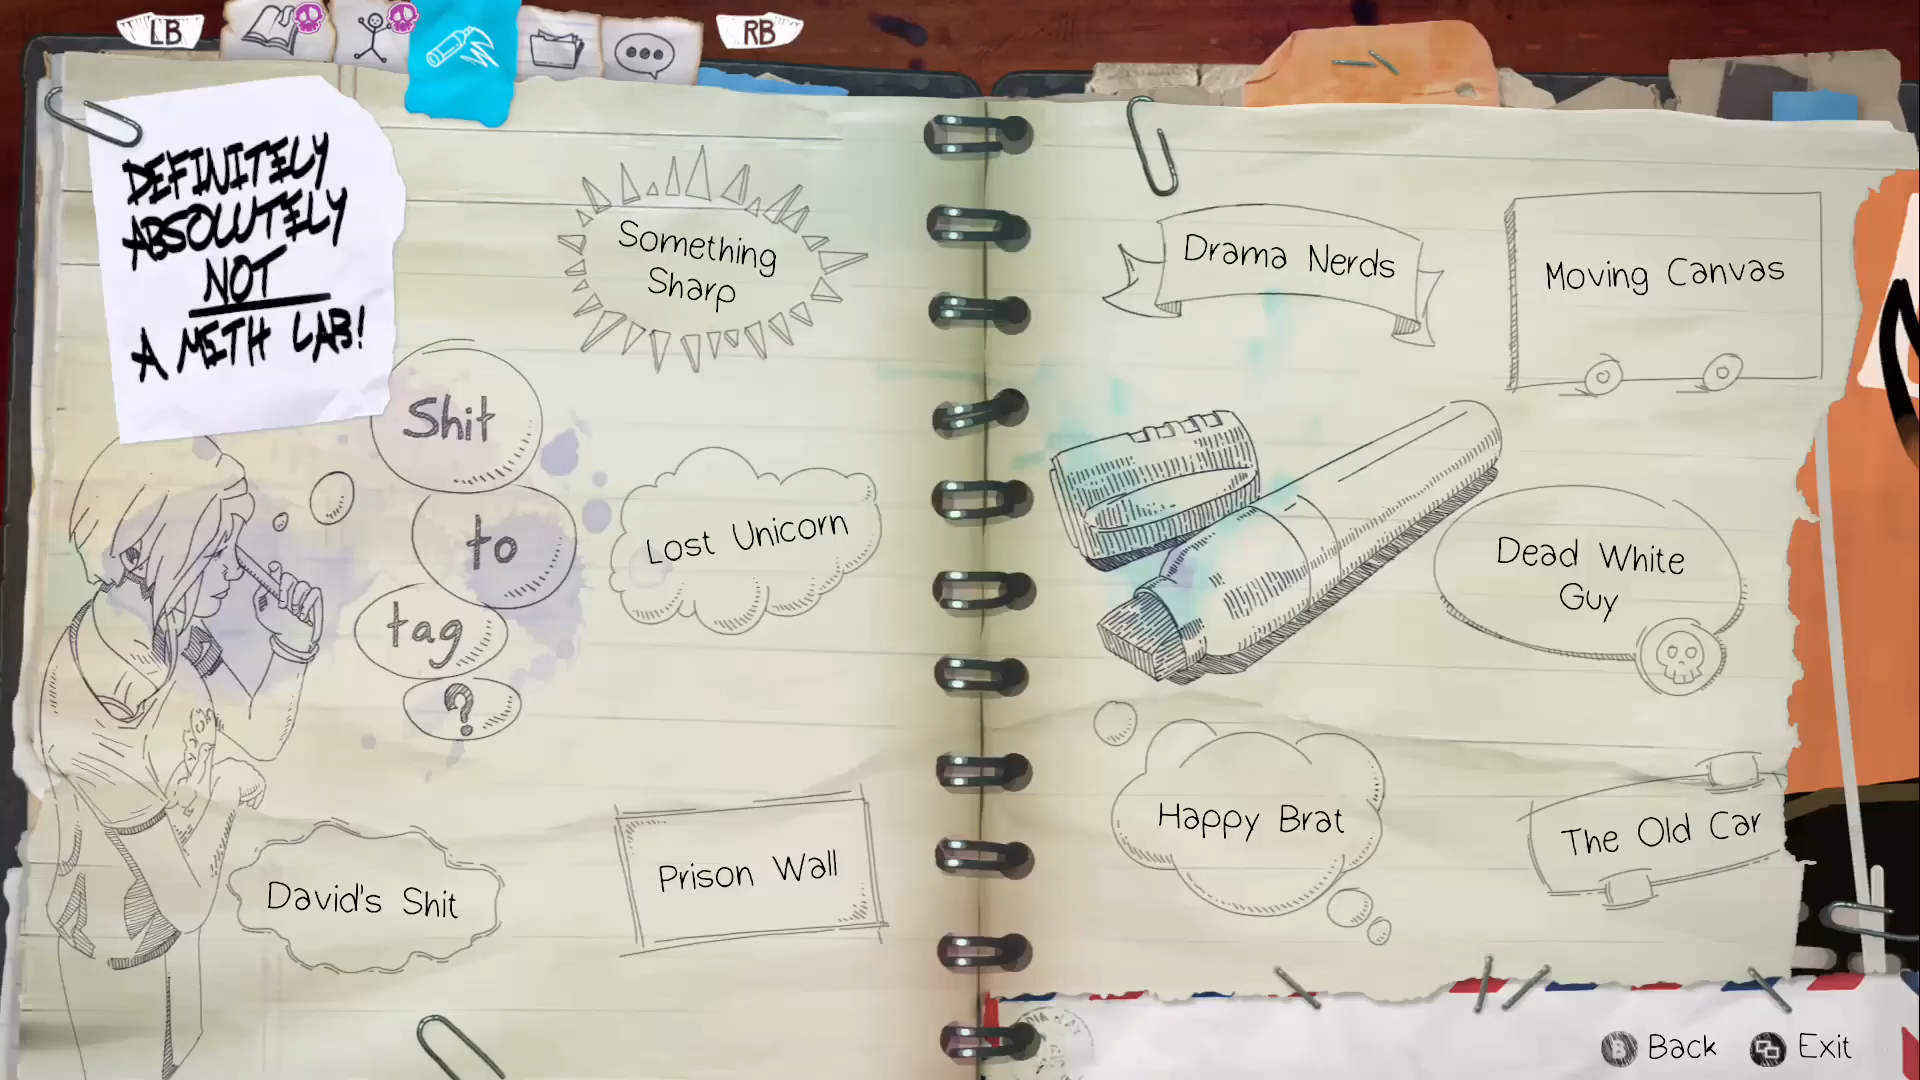 LB
RB
DEFINITELY
ABSOLUTELY
NOT
A METH LAB!
Something
Sharp
Shit
to
tag
?
Lost Unicorn
David's Shit
Prison Wall
Drama Nerds
Moving Canvas
Dead White
Guy
Happy Brat
The Old Car
B Back
Exit